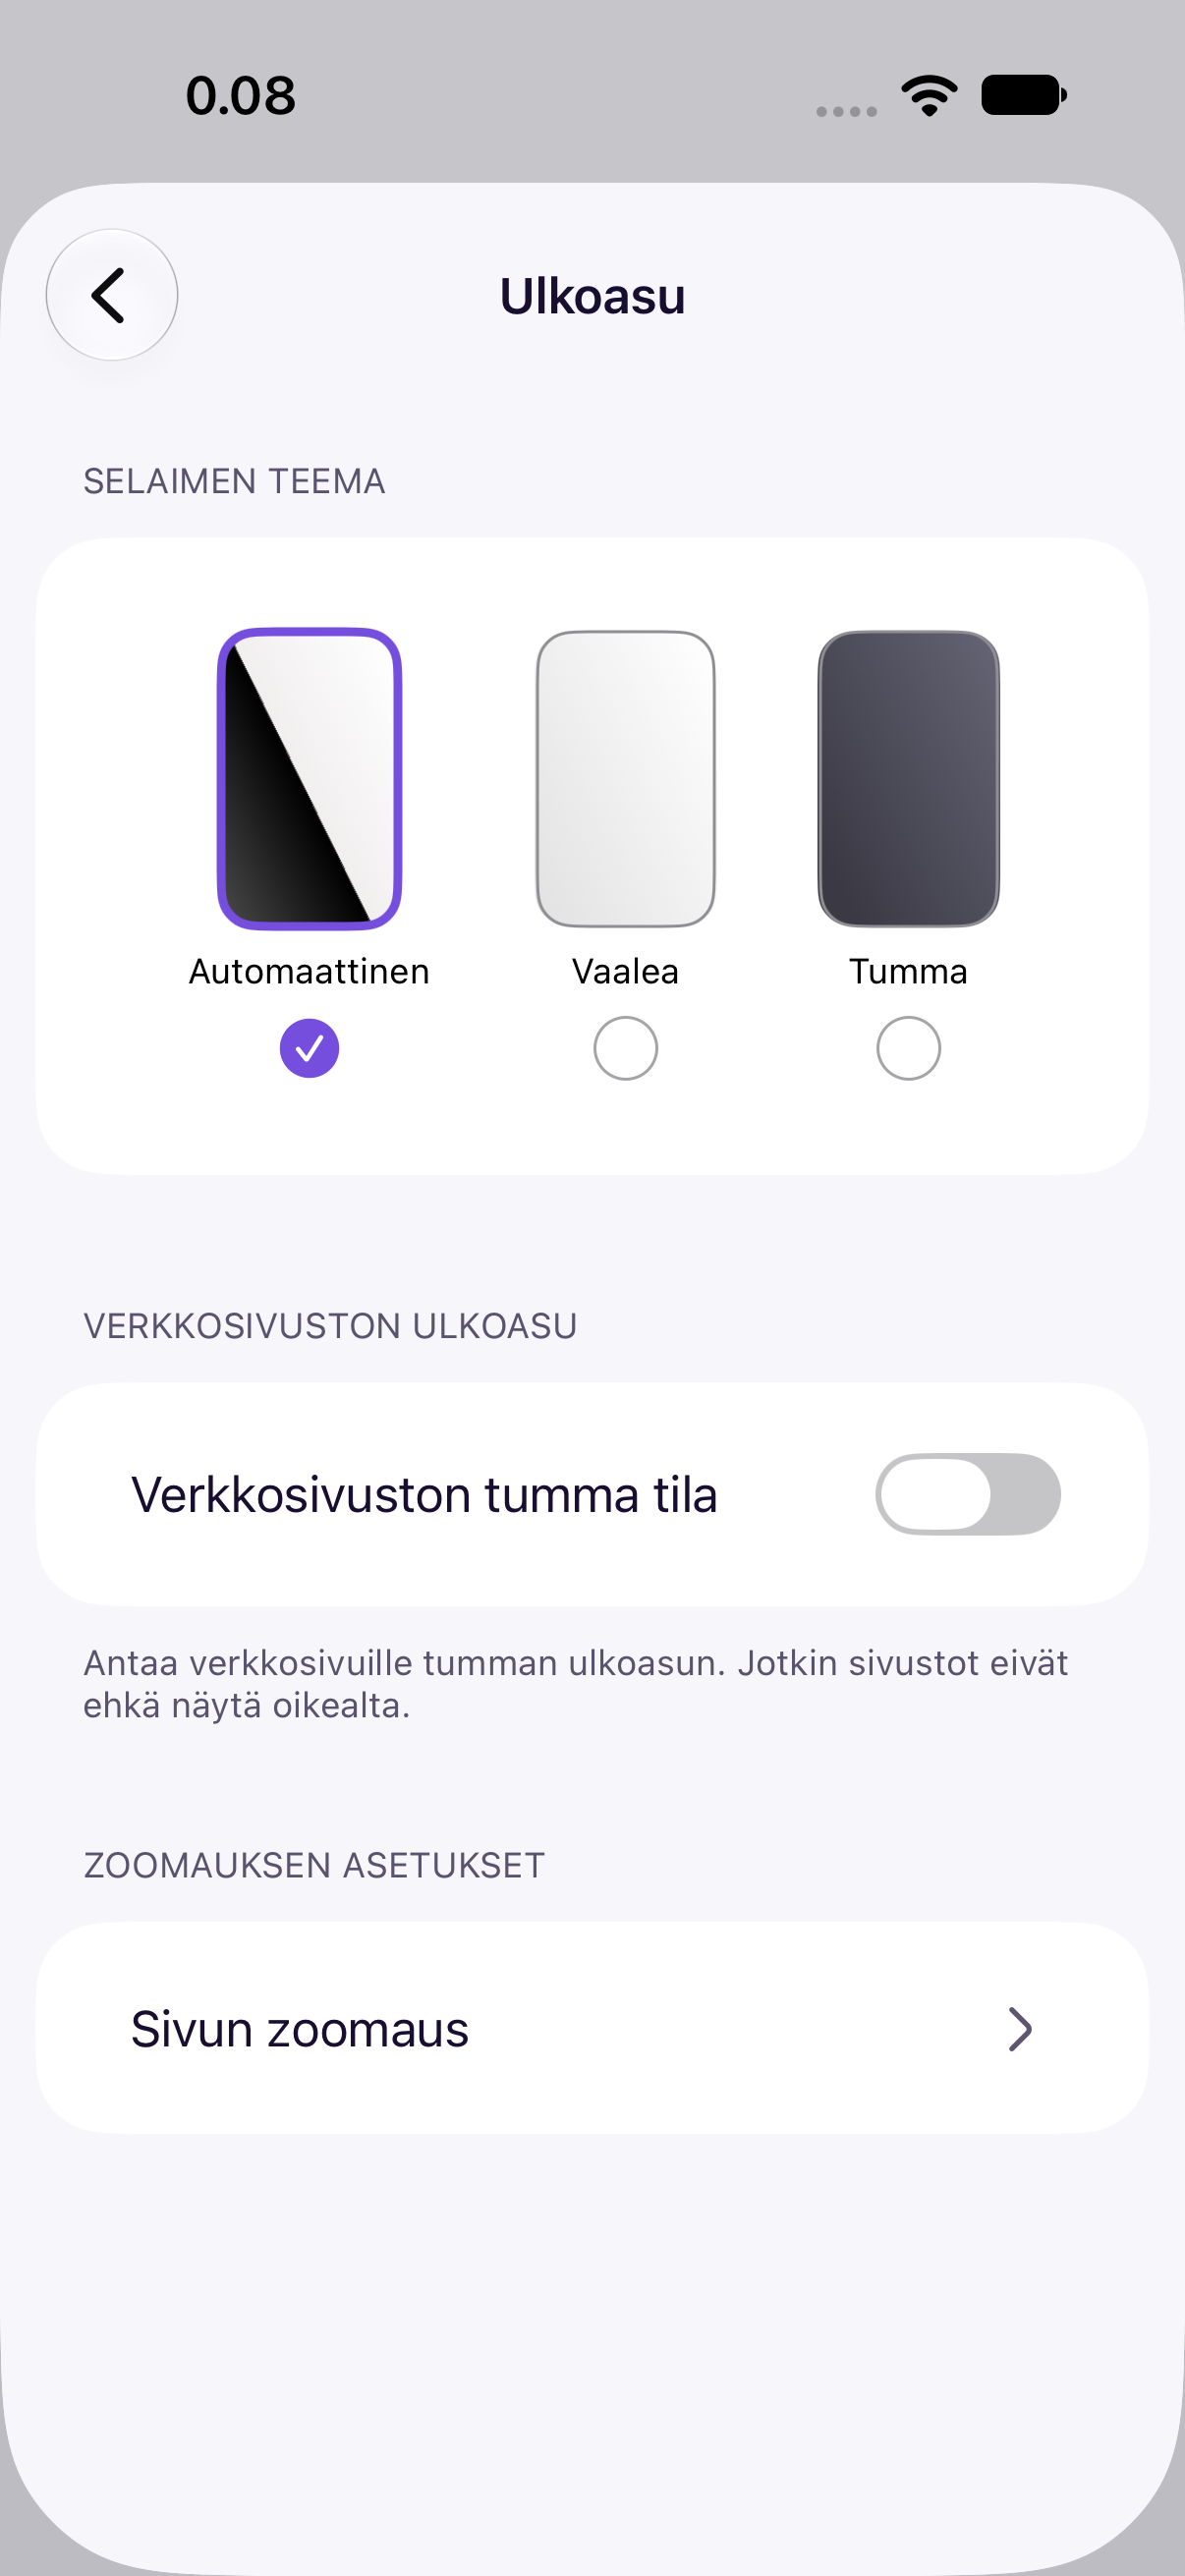 0.08
Ulkoasu
SELAIMEN TEEMA
Automaattinen
Vaalea
Tumma
VERKKOSIVUSTON ULKOASU
Verkkosivuston tumma tila
Antaa verkkosivuille tumman ulkoasun. Jotkin sivustot eivät
ehkä näytä oikealta.
ZOOMAUKSEN ASETUKSET
Sivun zoomaus